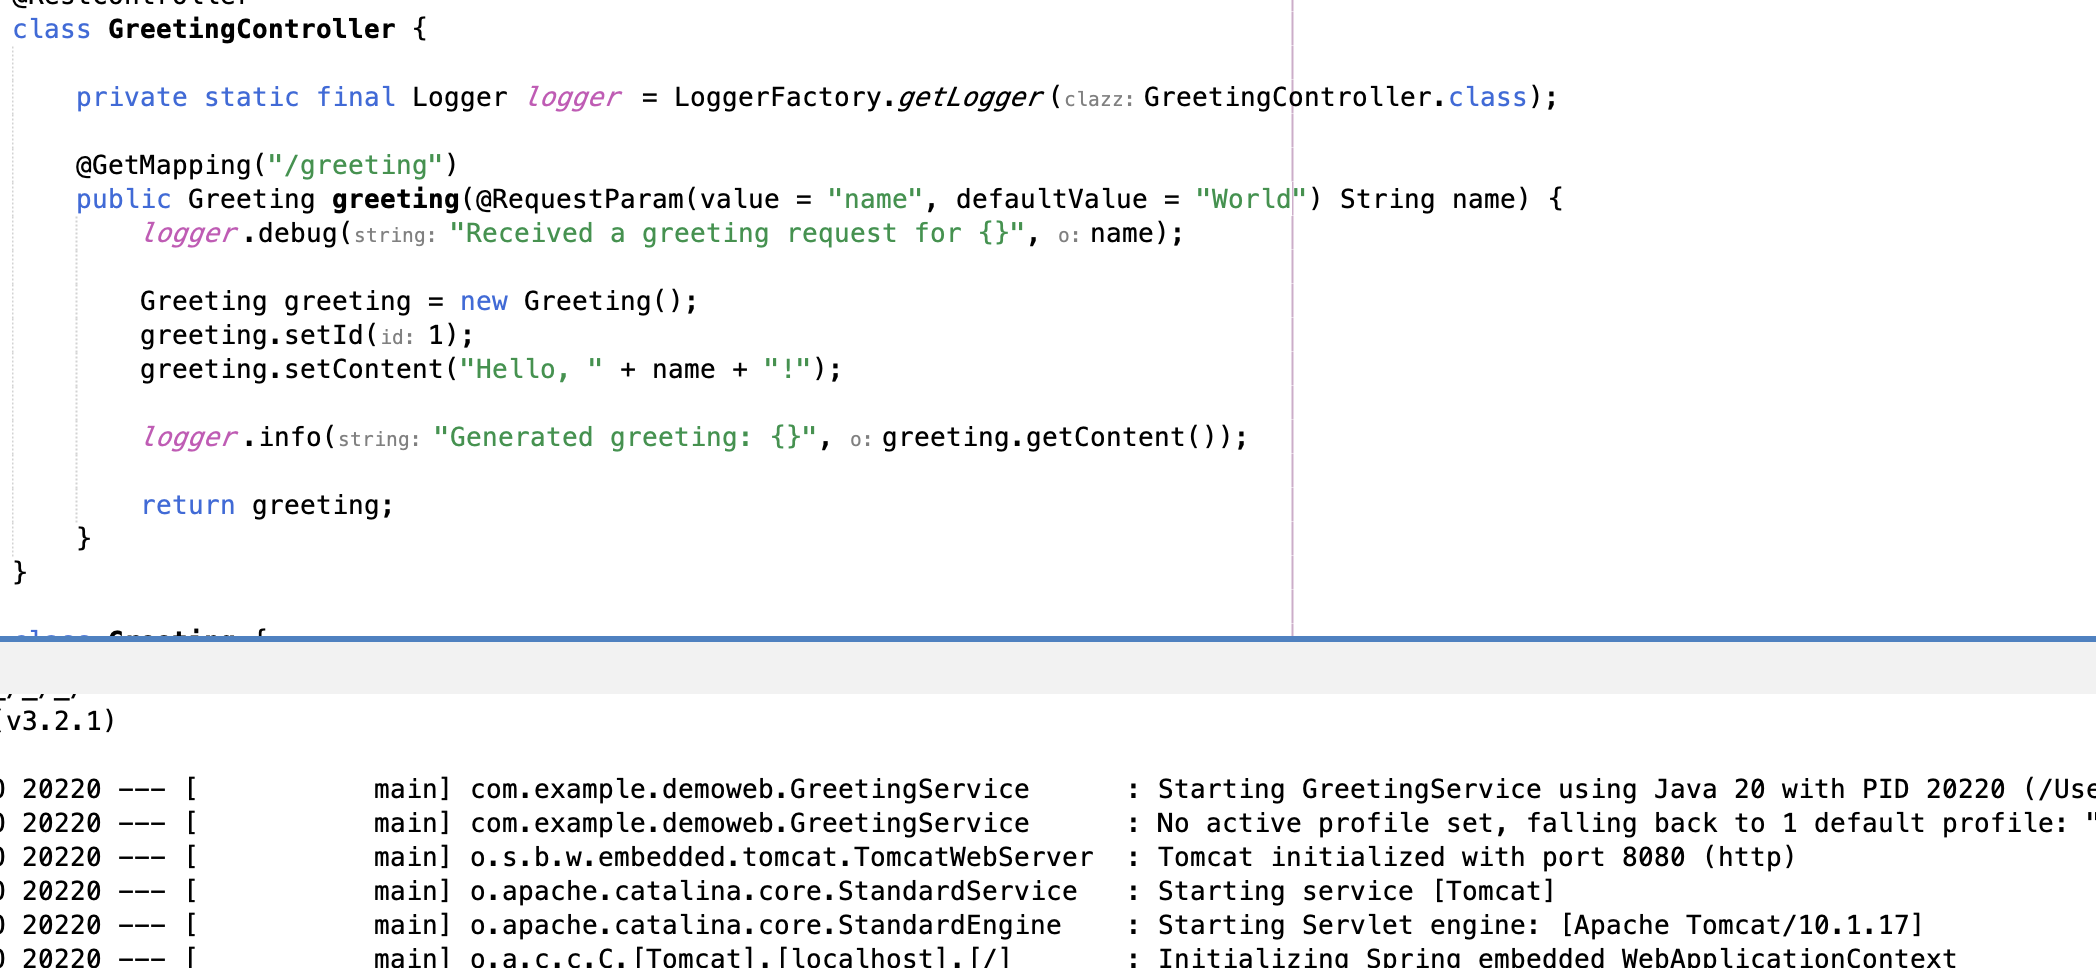 @RestController
class GreetingController {
private static final Logger logger = LoggerFactory.getLogger(clazz: GreetingController.class);
@GetMapping("/greeting")
public Greeting greeting(@RequestParam(value = "name", defaultValue = "World") String name) {
logger.debug(string: "Received a greeting request for {}", o: name);
Greeting greeting = new Greeting();
greeting.setId(id: 1);
greeting.setContent("Hello, " + name + "!");
logger.info(string: "Generated greeting: {}", o: greeting.getContent());
return greeting;
}
}
class Greeting {
(v3.2.1)
20220 --- [           main] com.example.demoweb.GreetingService      : Starting GreetingService using Java 20 with PID 20220 (/Use
20220 --- [           main] com.example.demoweb.GreetingService      : No active profile set, falling back to 1 default profile: "
20220 --- [           main] o.s.b.w.embedded.tomcat.TomcatWebServer  : Tomcat initialized with port 8080 (http)
20220 --- [           main] o.apache.catalina.core.StandardService   : Starting service [Tomcat]
20220 --- [           main] o.apache.catalina.core.StandardEngine    : Starting Servlet engine: [Apache Tomcat/10.1.17]
20220 --- [           main] o.a.c.c.C.[Tomcat].[localhost].[/]       : Initializing Spring embedded WebApplicationContext